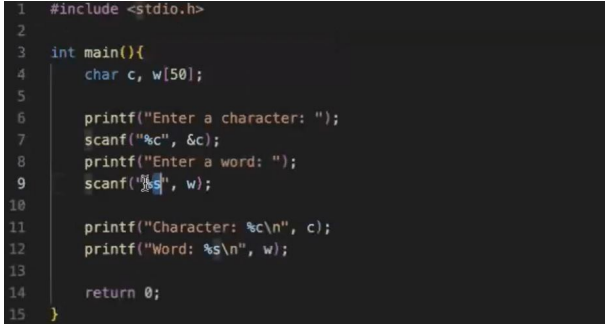 1 #include <stdio.h>
2
3 int main(){
4 char c, w[50];
5
6 printf("Enter a character: ");
7 scanf("%c", &c);
8 printf("Enter a word: ");
9 scanf("%s", w);
10
11 printf("Character: %c\n", c);
12 printf("Word: %s\n", w);
13
14 return 0;
15 }